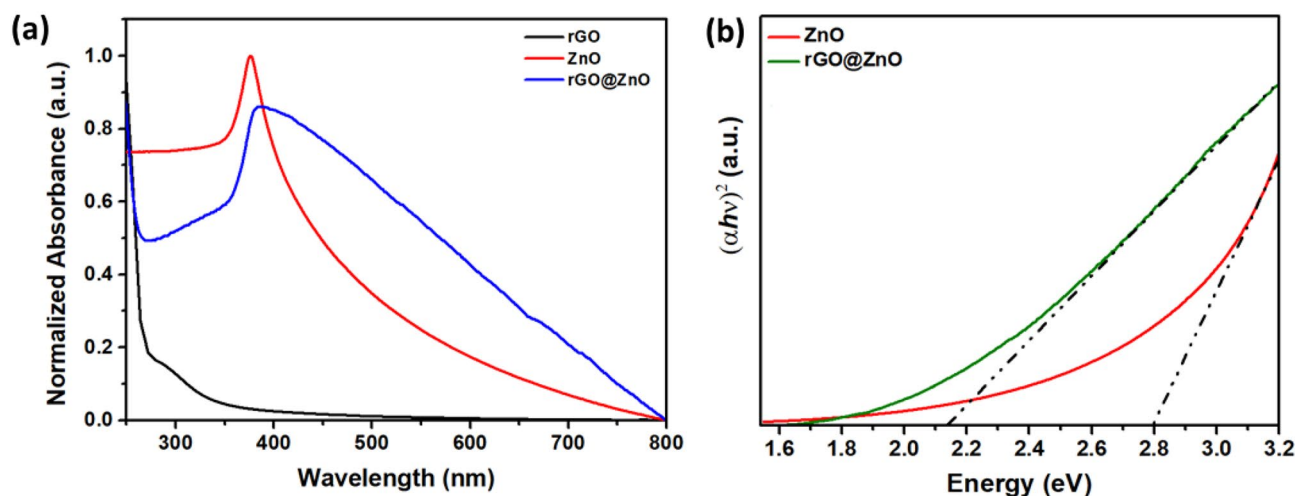 (a)
rGO
ZnO
rGO@ZnO
1.0
0.8
0.6
0.4
0.2
0.0
Normalized Absorbance (a.u.)
300 400 500 600 700 800
Wavelength (nm)
(b)
ZnO
rGO@ZnO
(αhν)² (a.u.)
1.6 1.8 2.0 2.2 2.4 2.6 2.8 3.0 3.2
Energy (eV)